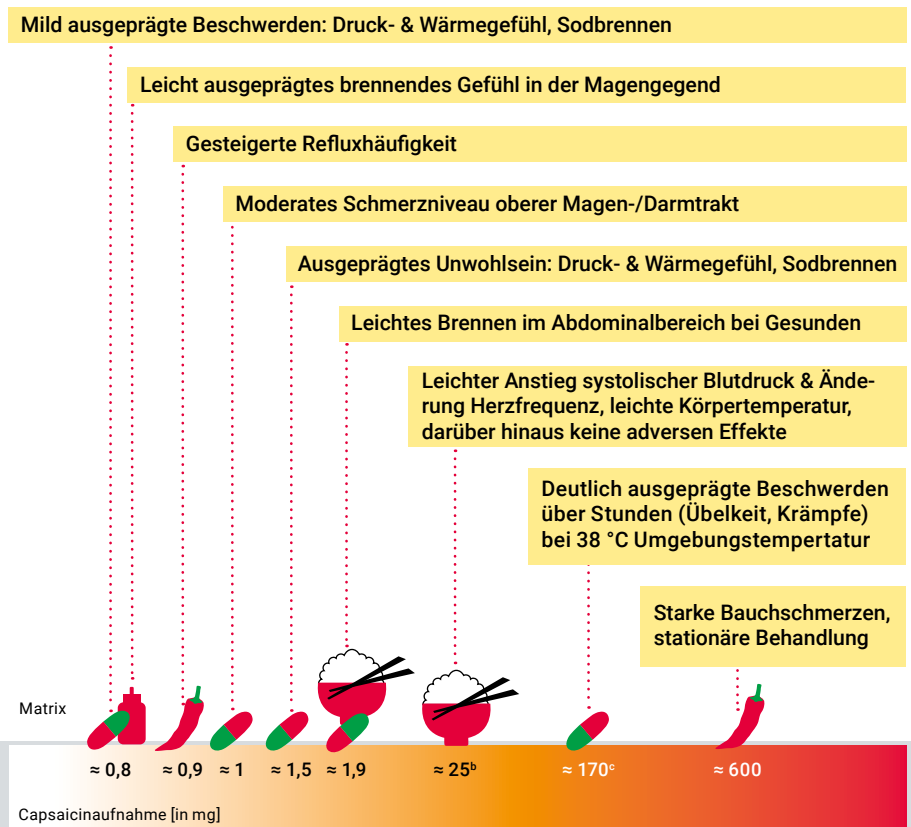 Mild ausgeprägte Beschwerden: Druck- & Wärmegefühl, Sodbrennen
Leicht ausgeprägtes brennendes Gefühl in der Magengegend
Gesteigerte Refluxhäufigkeit
Moderates Schmerzniveau oberer Magen-/Darmtrakt
Ausgeprägtes Unwohlsein: Druck- & Wärmegefühl, Sodbrennen
Leichtes Brennen im Abdominalbereich bei Gesunden
Leichter Anstieg systolischer Blutdruck & Ände-
rung Herzfrequenz, leichte Körpertemperatur,
darüber hinaus keine adversen Effekte
Deutlich ausgeprägte Beschwerden
über Stunden (Übelkeit, Krämpfe)
bei 38 °C Umgebungstempertatur
Starke Bauchschmerzen,
stationäre Behandlung
Matrix
≈ 0,8 ≈ 0,9 ≈ 1 ≈ 1,5 ≈ 1,9 ≈ 25ᵇ ≈ 170ᶜ ≈ 600
Capsaicinaufnahme [in mg]